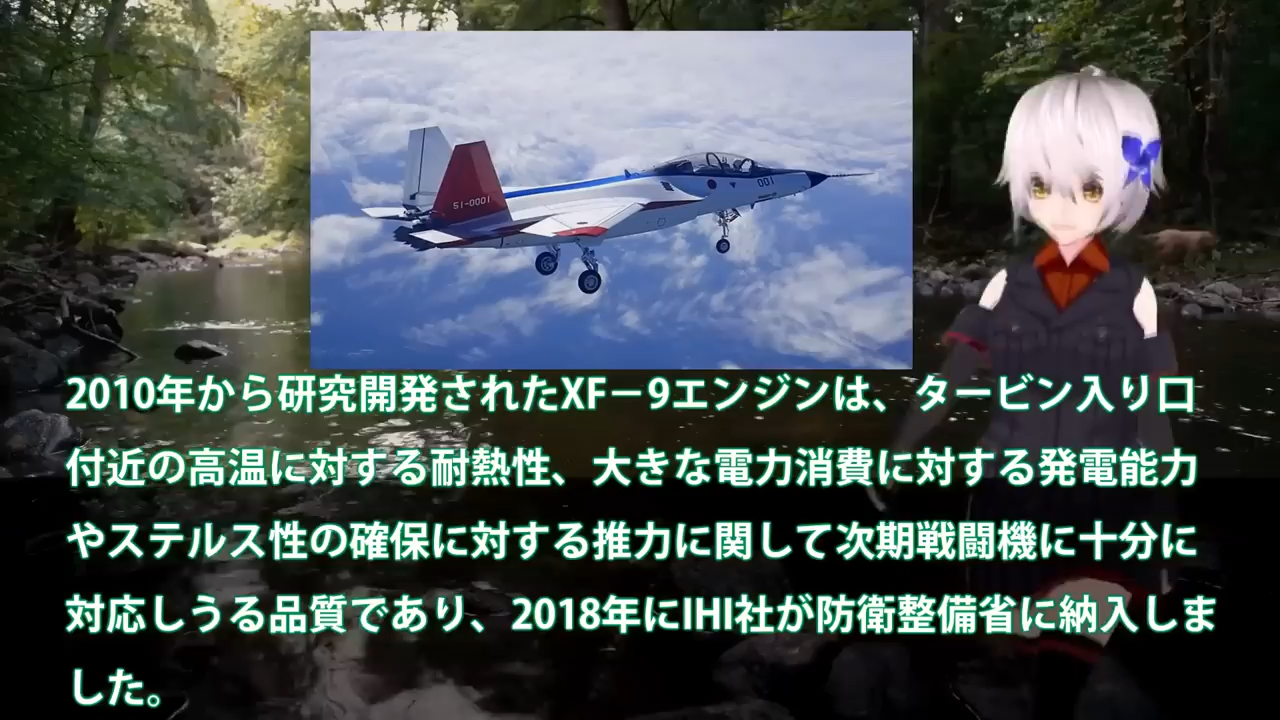 001
51-0001
2010年から研究開発されたXF－9エンジンは、タービン入り口
付近の高温に対する耐熱性、大きな電力消費に対する発電能力
やステルス性の確保に対する推力に関して次期戦闘機に十分に
対応しうる品質であり、2018年にIHI社が防衛整備省に納入しま
した。